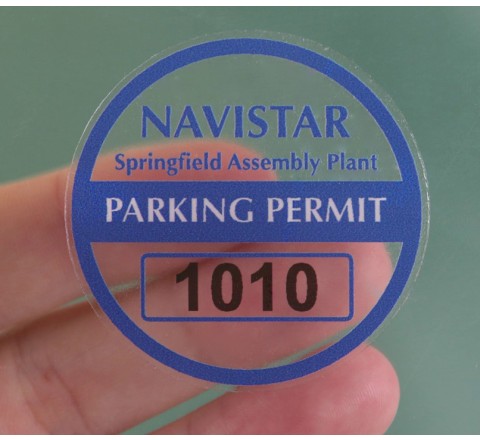 NAVISTAR
Springfield Assembly Plant
PARKING PERMIT
1010